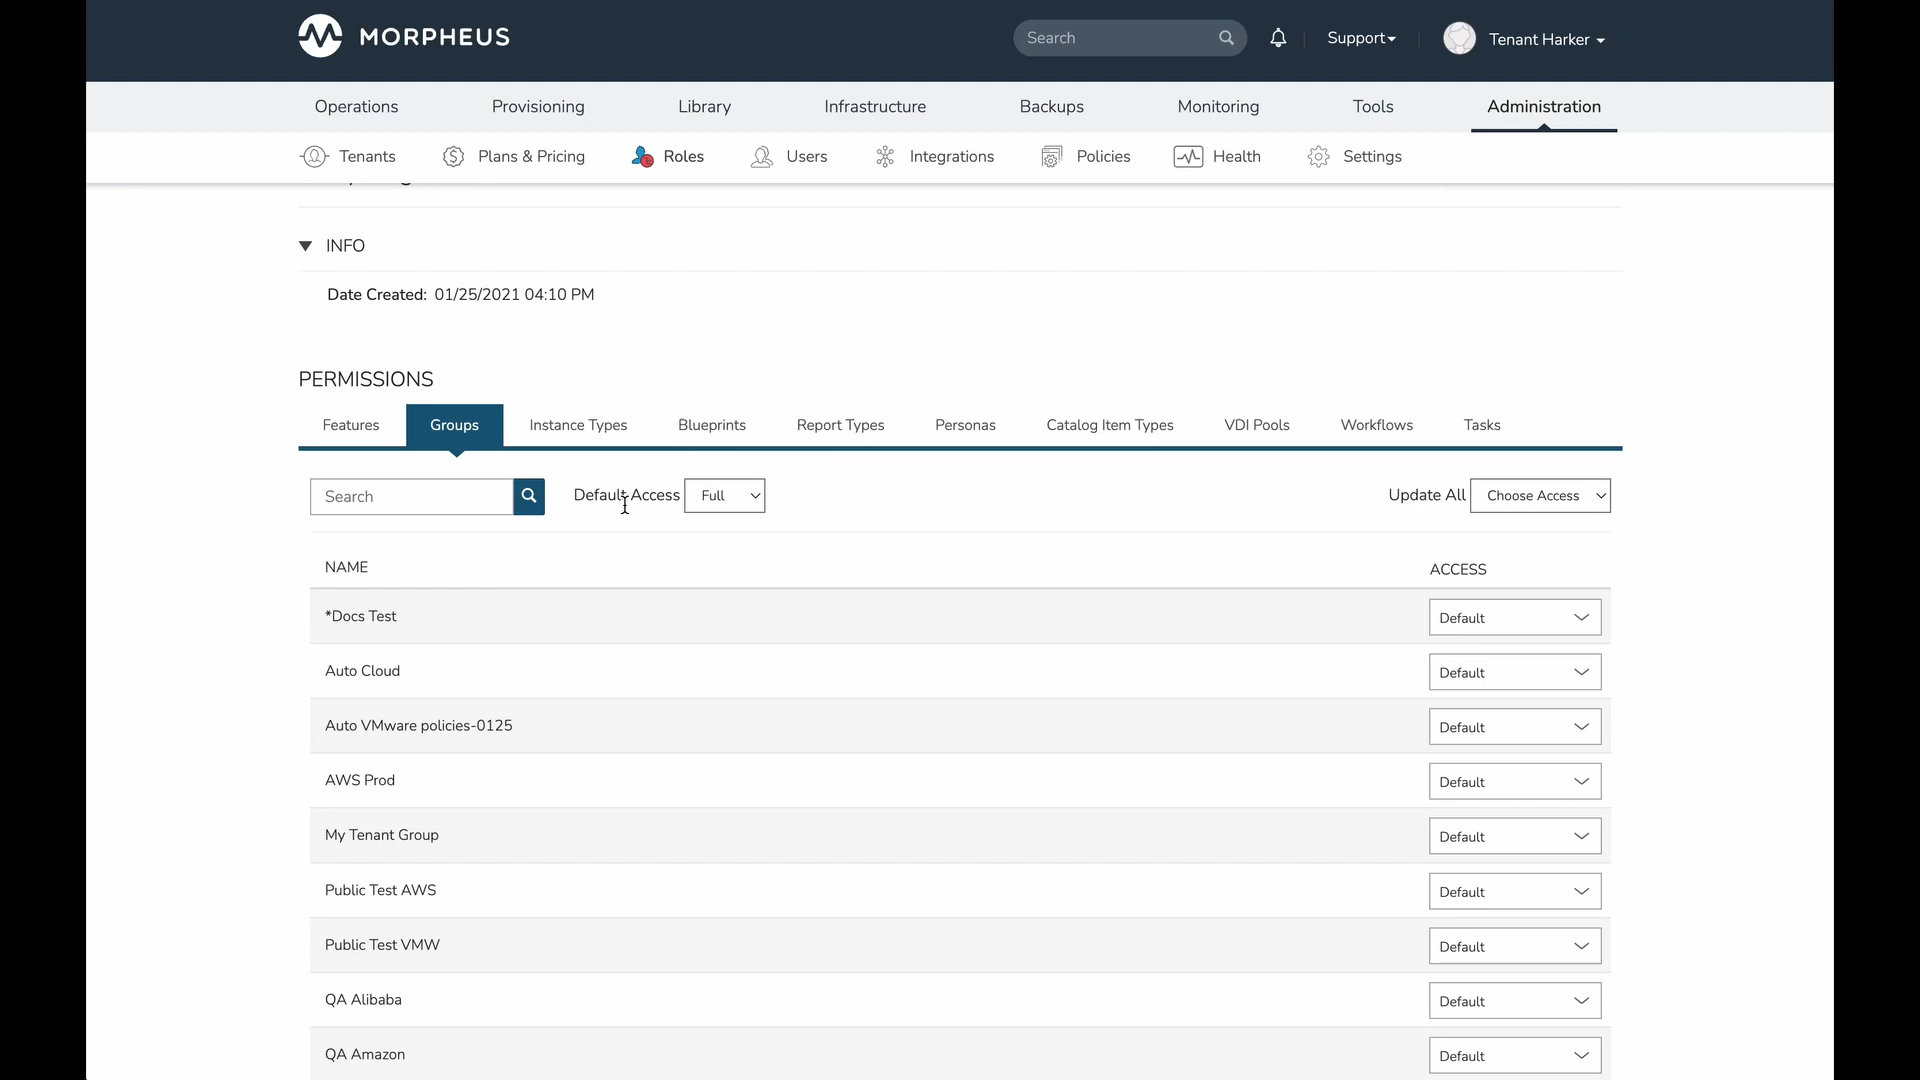 MORPHEUS
Search
Support
Tenant Harker
Operations Provisioning Library Infrastructure Backups Monitoring Tools Administration
Tenants Plans & Pricing Roles Users Integrations Policies Health Settings
INFO
Date Created: 01/25/2021 04:10 PM
PERMISSIONS
Features Groups Instance Types Blueprints Report Types Personas Catalog Item Types VDI Pools Workflows Tasks
Search Default Access Full Update All Choose Access
NAME ACCESS
*Docs Test Default
Auto Cloud Default
Auto VMware policies-0125 Default
AWS Prod Default
My Tenant Group Default
Public Test AWS Default
Public Test VMW Default
QA Alibaba Default
QA Amazon Default